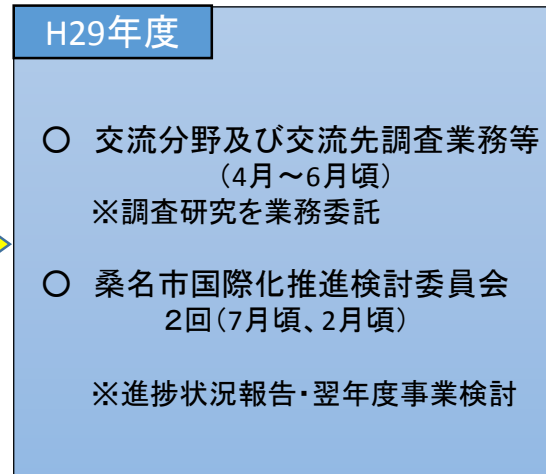 H29年度
○ 交流分野及び交流先調査業務等
(4月～6月頃)
※調査研究を業務委託
○ 桑名市国際化推進検討委員会
２回(7月頃、2月頃)
※進捗状況報告・翌年度事業検討